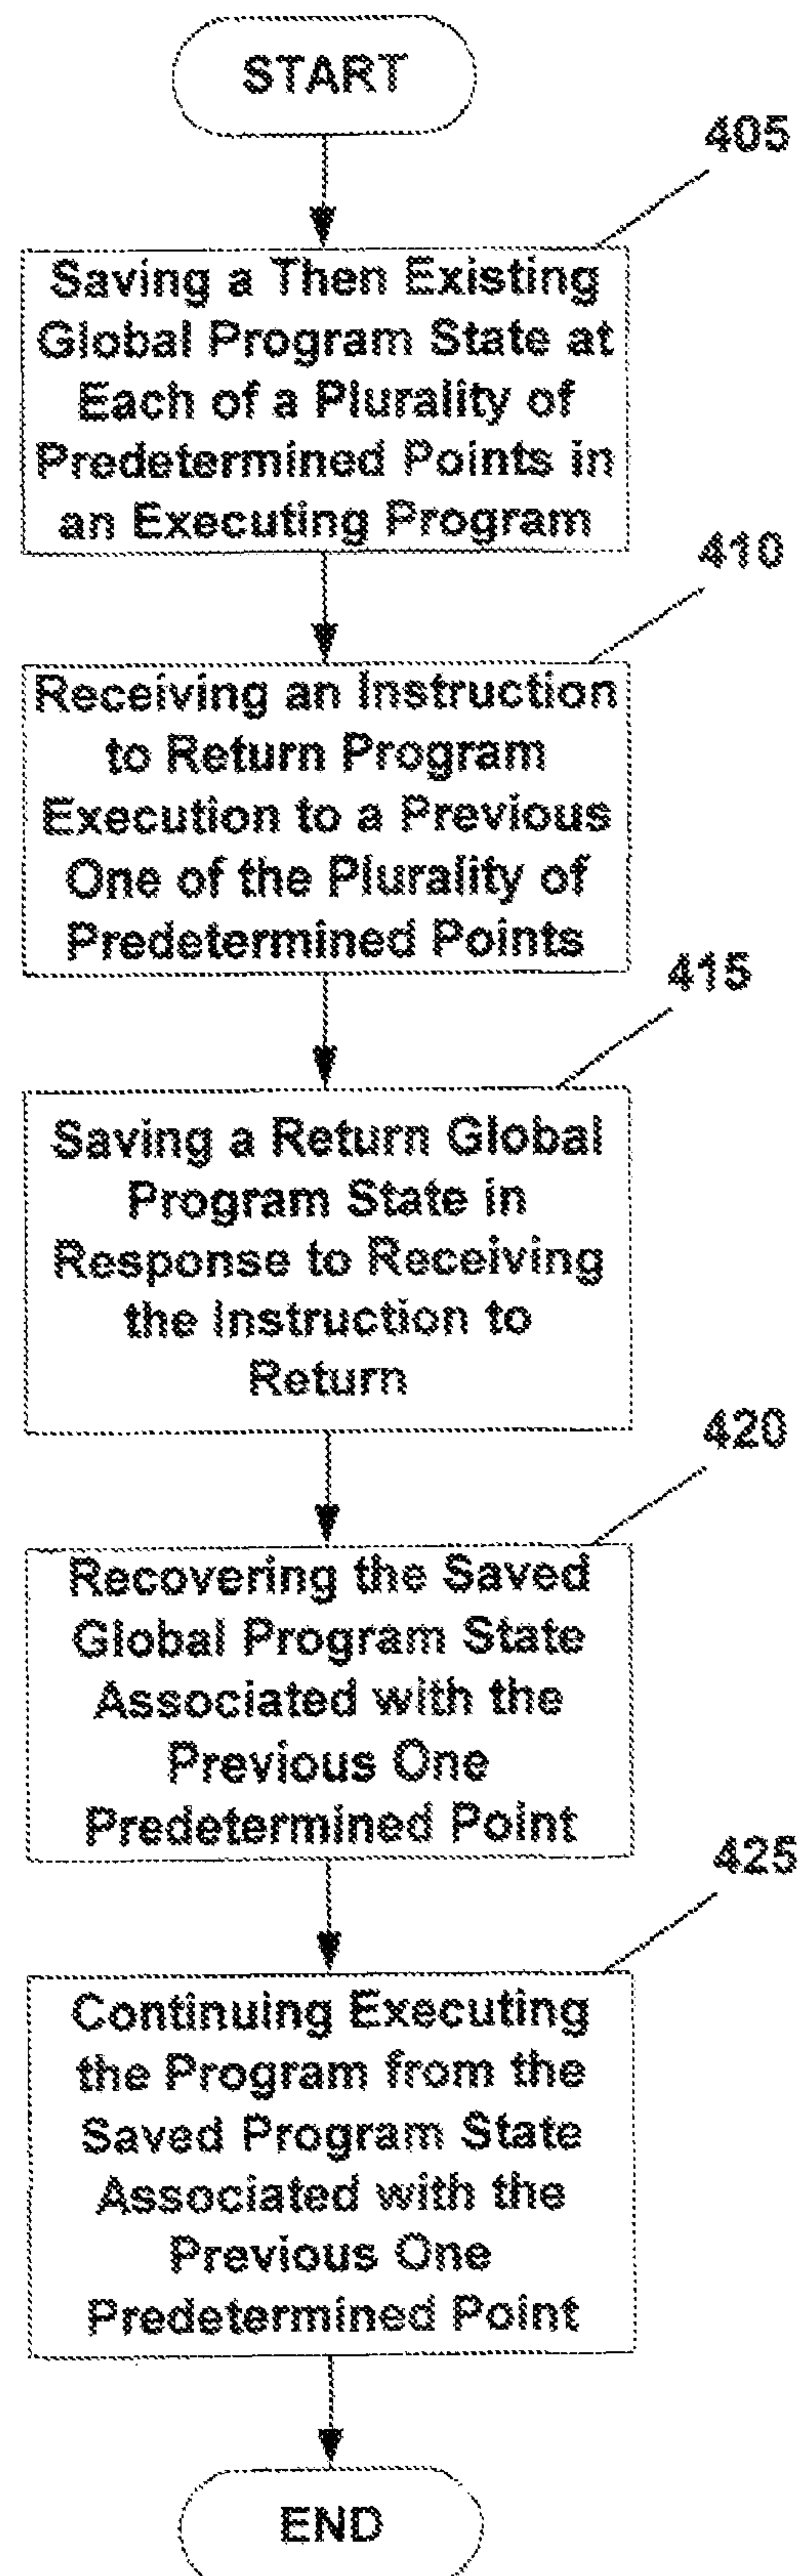 START
405
Saving a Then Existing
Global Program State at
Each of a Plurality of
Predetermined Points in
an Executing Program
410
Receiving an Instruction
to Return Program
Execution to a Previous
One of the Plurality of
Predetermined Points
415
Saving a Return Global
Program State in
Response to Receiving
the Instruction to
Return
420
Recovering the Saved
Global Program State
Associated with the
Previous One
Predetermined Point
425
Continuing Executing
the Program from the
Saved Program State
Associated with the
Previous One
Predetermined Point
END